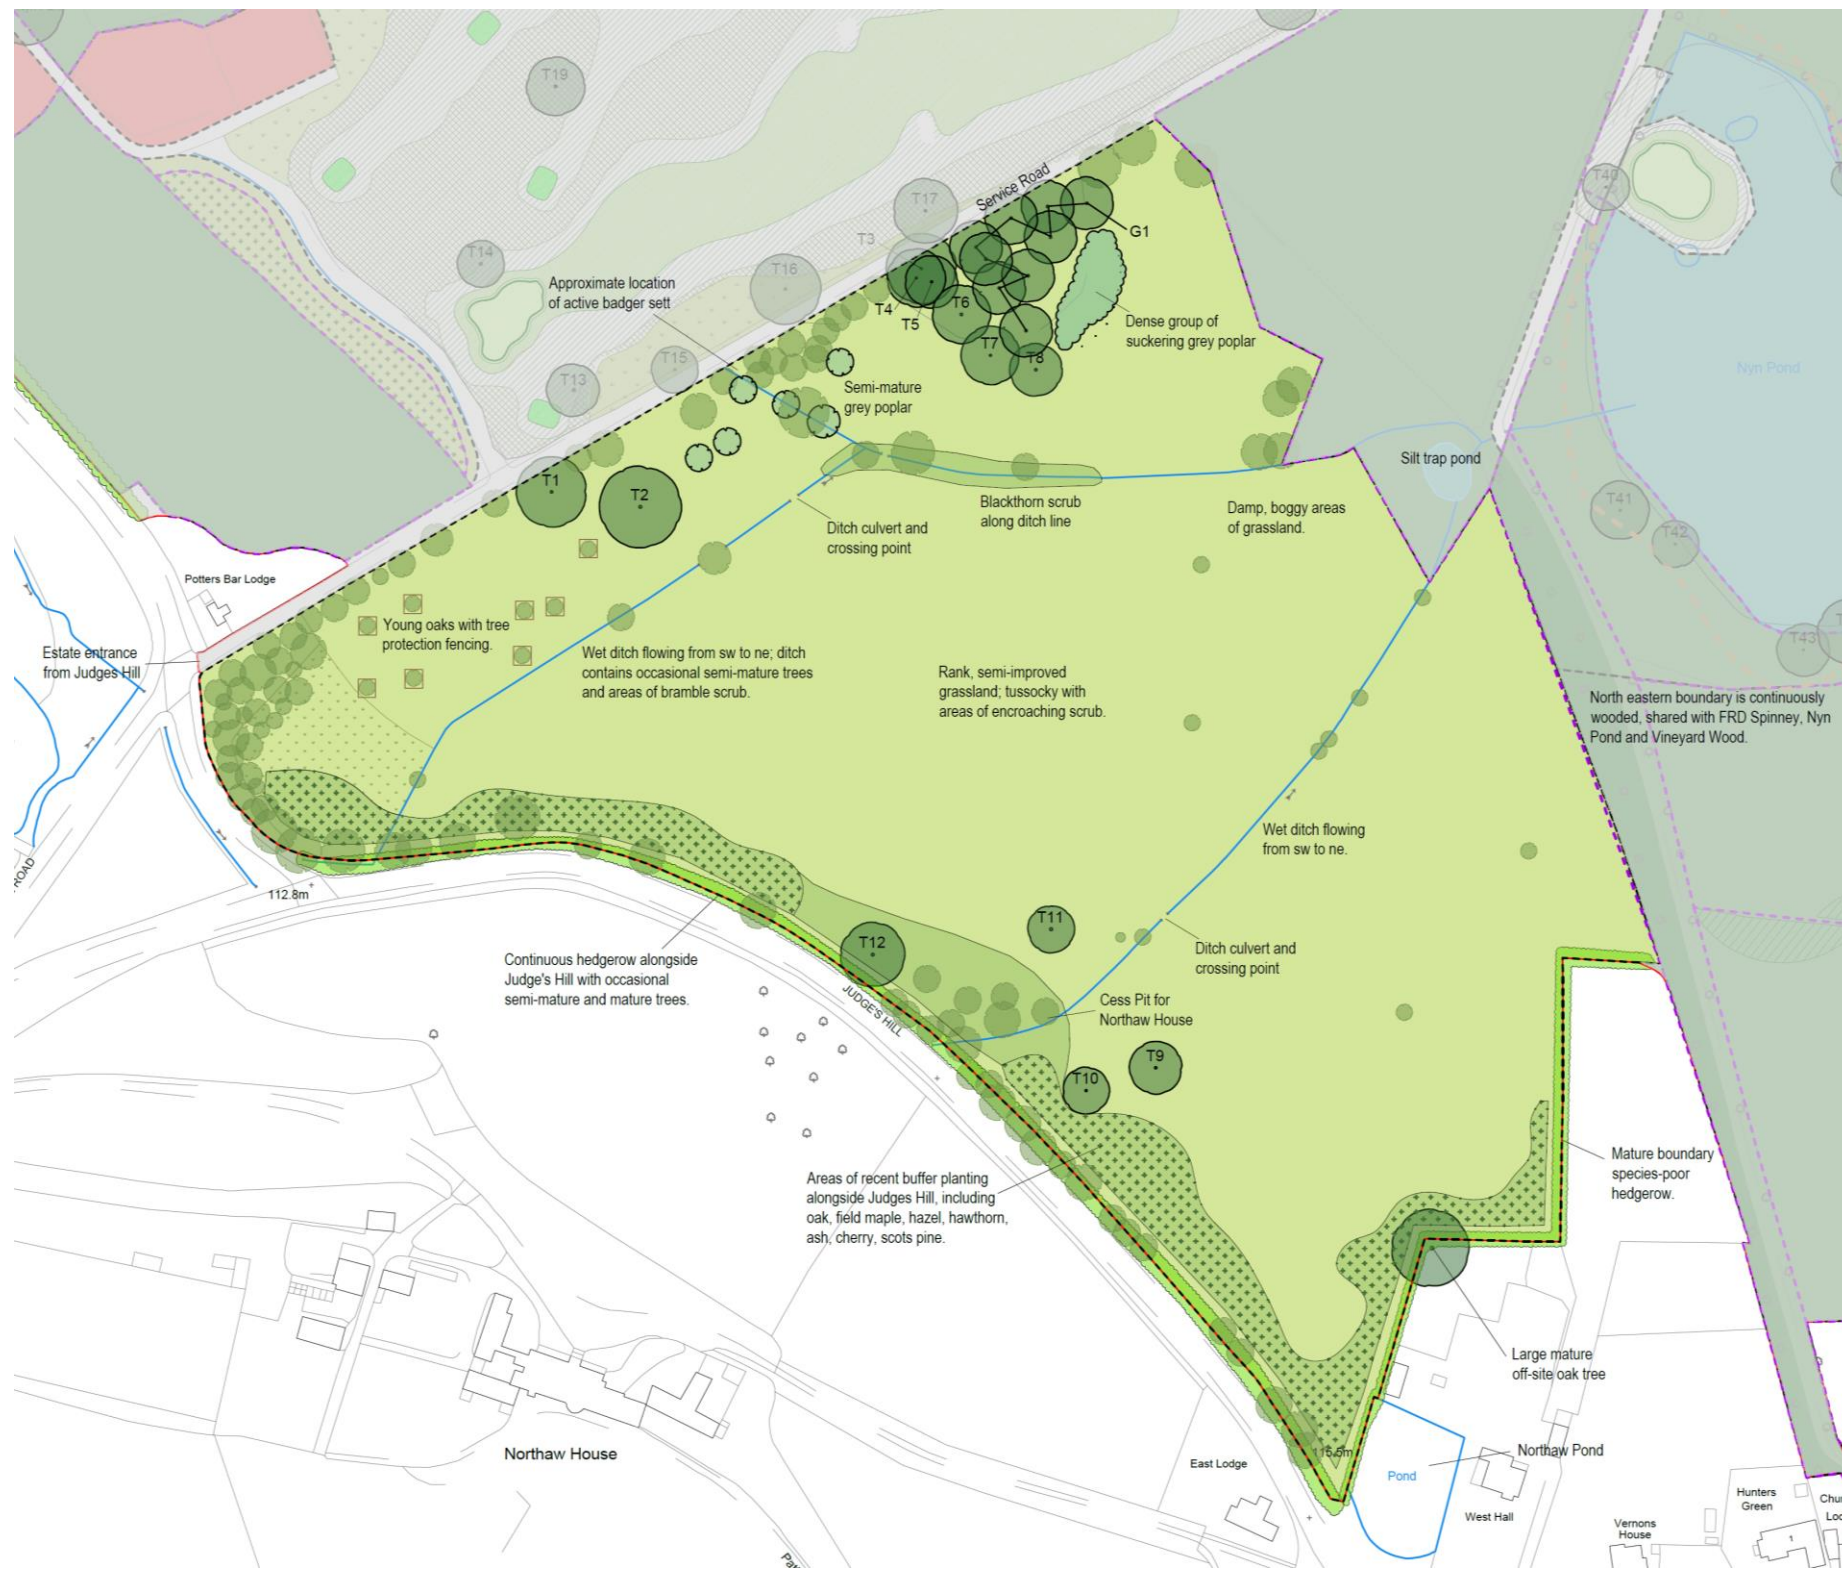 T19
T17
T3
T14
T16
T15
T13
T40
T41
T42
T43
Service Road
G1
Approximate location
of active badger sett
T4
T5
T6
T7
T8
Dense group of
suckering grey poplar
Semi-mature
grey poplar
Nyn Pond
Silt trap pond
T1
T2
Blackthorn scrub
along ditch line
Damp, boggy areas
of grassland.
Ditch culvert and
crossing point
Potters Bar Lodge
Young oaks with tree
protection fencing.
Estate entrance
from Judges Hill
Wet ditch flowing from sw to ne; ditch
contains occasional semi-mature trees
and areas of bramble scrub.
Rank, semi-improved
grassland; tussocky with
areas of encroaching scrub.
North eastern boundary is continuously
wooded, shared with FRD Spinney, Nyn
Pond and Vineyard Wood.
Wet ditch flowing
from sw to ne.
ROAD
112.8m
T12
T11
Continuous hedgerow alongside
Judge's Hill with occasional
semi-mature and mature trees.
JUDGE'S HILL
Ditch culvert and
crossing point
Cess Pit for
Northaw House
T9
T10
Areas of recent buffer planting
alongside Judges Hill, including
oak, field maple, hazel, hawthorn,
ash, cherry, scots pine.
Mature boundary
species-poor
hedgerow.
Large mature
off-site oak tree
Northaw House
115.5m
East Lodge
Pond
Northaw Pond
West Hall
Vernons
House
Hunters
Green
1